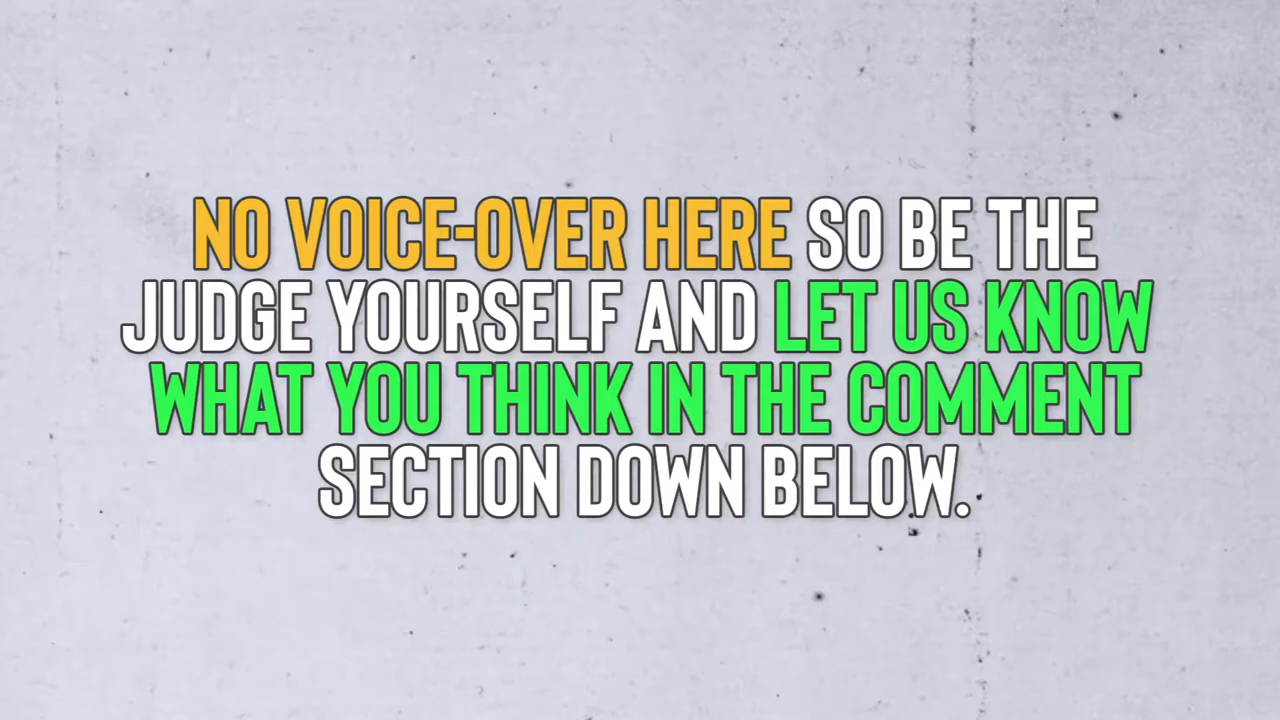 NO VOICE-OVER HERE SO BE THE
JUDGE YOURSELF AND LET US KNOW
WHAT YOU THINK IN THE COMMENT
SECTION DOWN BELOW.